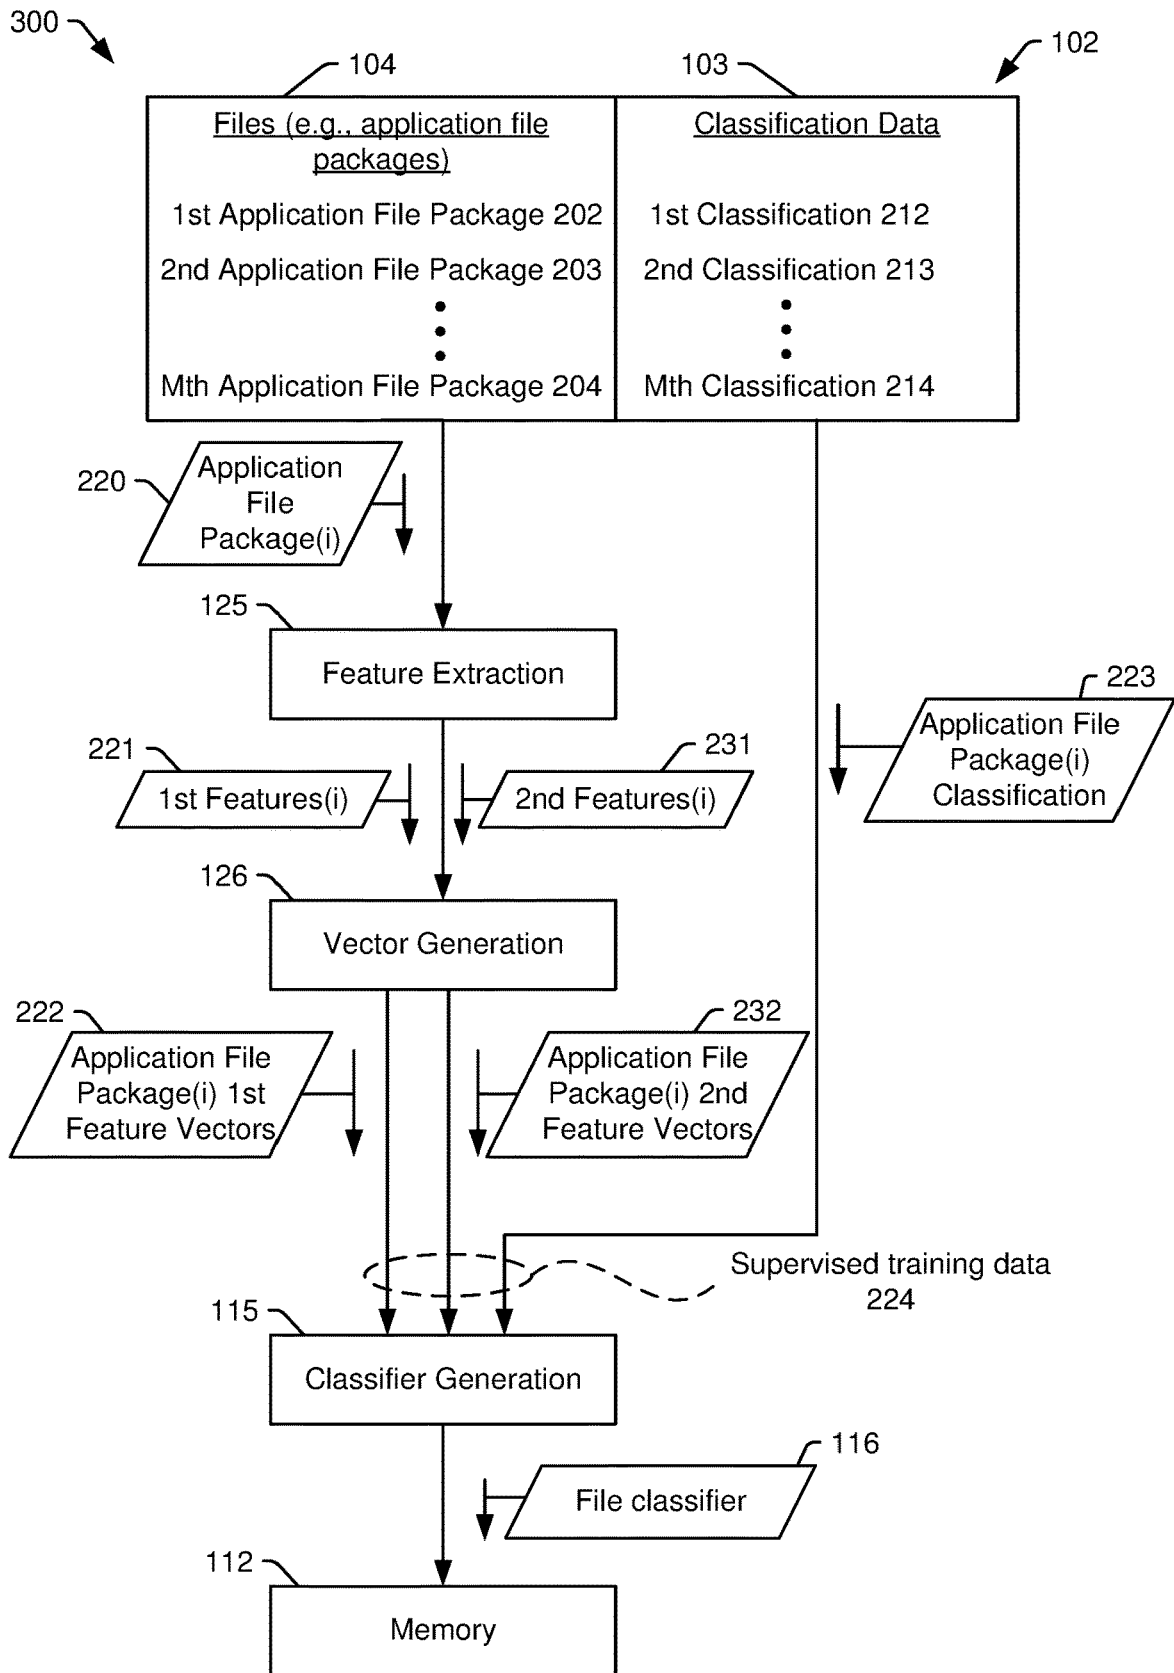 300
104
103
102
Files (e.g., application file
packages)
Classification Data
1st Application File Package 202
1st Classification 212
2nd Application File Package 203
2nd Classification 213
Mth Application File Package 204
Mth Classification 214
220
Application
File
Package(i)
125
Feature Extraction
223
Application File
Package(i)
Classification
221
1st Features(i)
231
2nd Features(i)
126
Vector Generation
222
Application File
Package(i) 1st
Feature Vectors
232
Application File
Package(i) 2nd
Feature Vectors
Supervised training data
224
115
Classifier Generation
116
File classifier
112
Memory